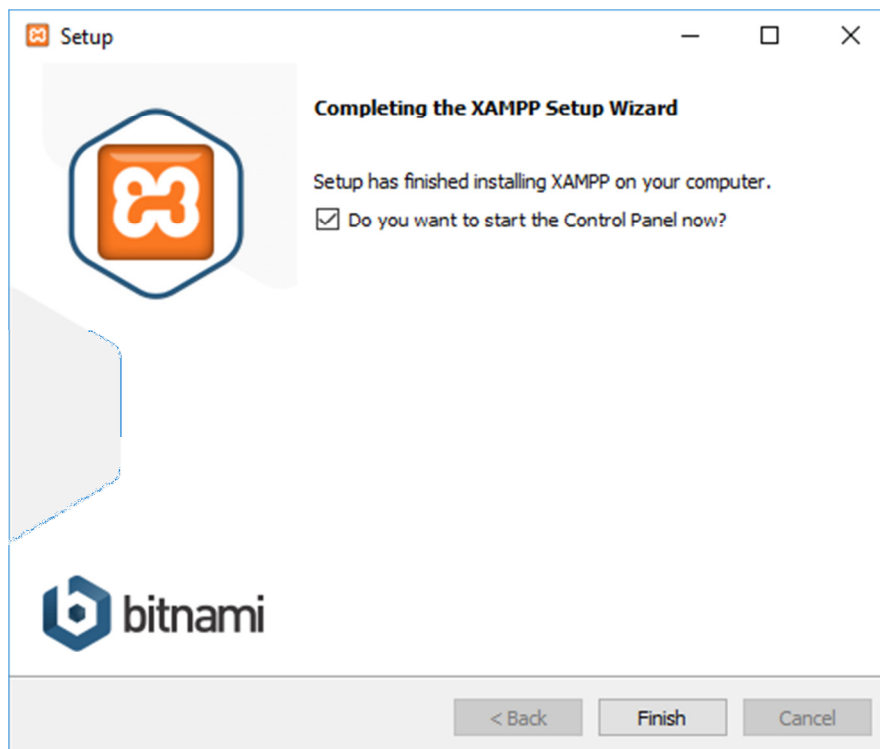 Setup
Completing the XAMPP Setup Wizard
Setup has finished installing XAMPP on your computer.
Do you want to start the Control Panel now?
bitnami
< Back
Finish
Cancel